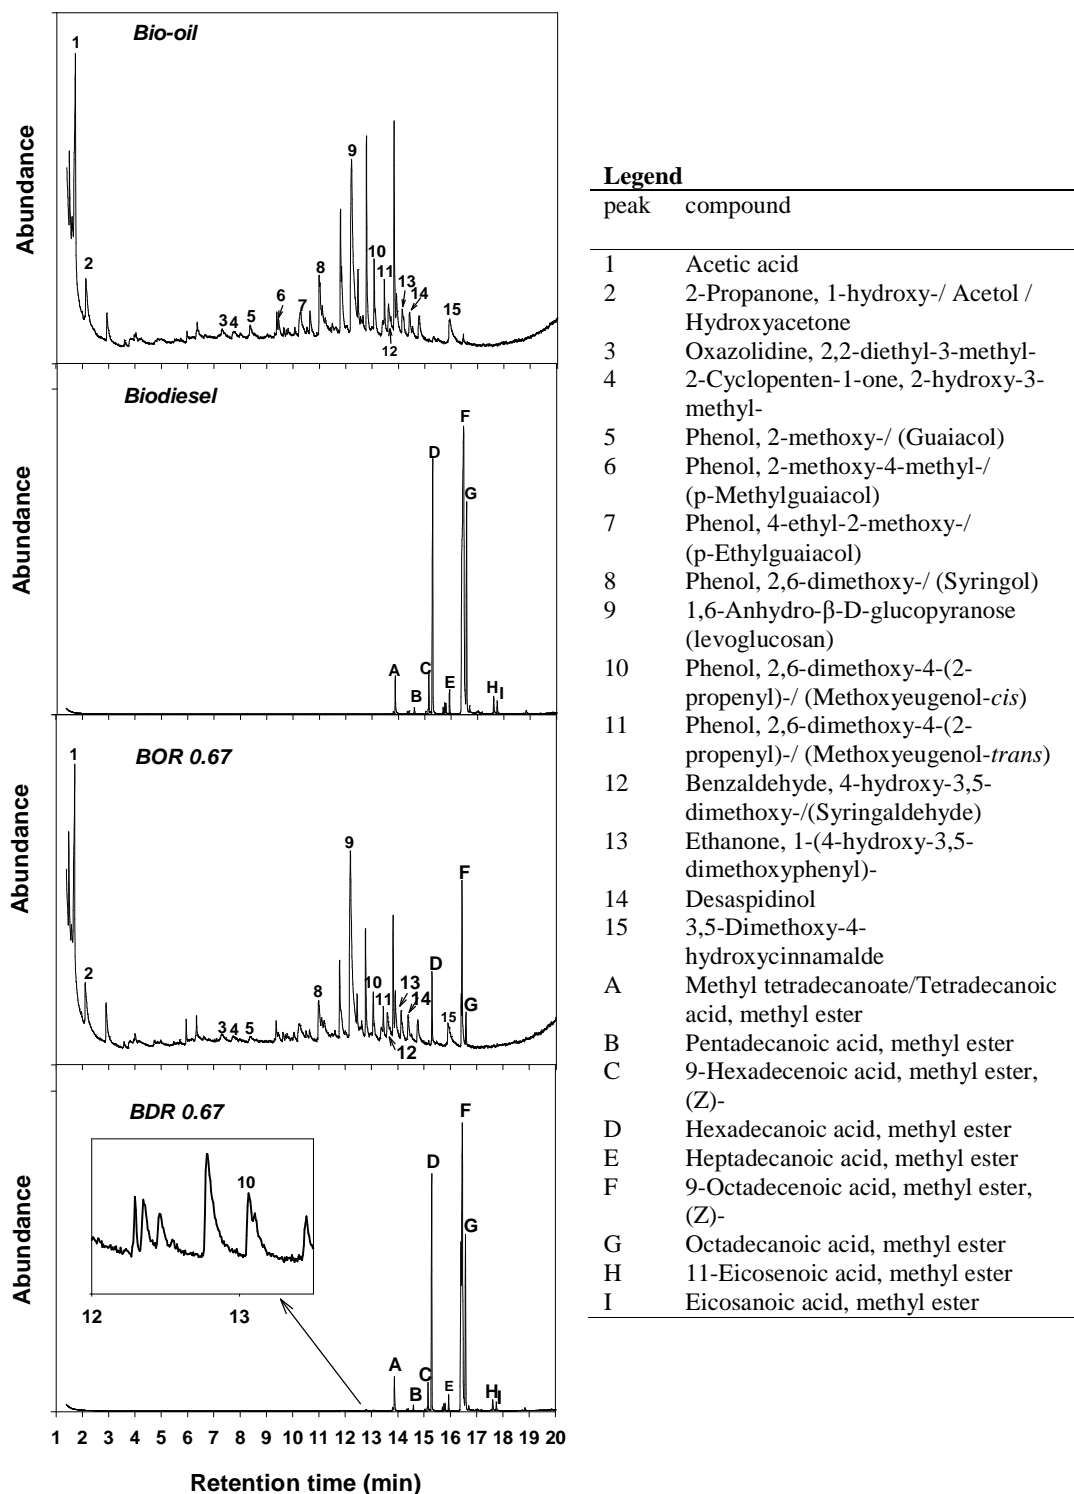 Bio-oil
Abundance
1
2
3
4
5
6
7
8
9
10
11
12
13
14
15
Biodiesel
Abundance
A
B
C
D
E
F
G
H
I
BOR 0.67
Abundance
1
2
3
4
5
8
9
10
11
12
13
14
15
D
F
G
BDR 0.67
Abundance
10
12
13
A
B
C
D
E
F
G
H
I
1 2 3 4 5 6 7 8 9 10 11 12 13 14 15 16 17 18 19 20
Retention time (min)
Legend
peak compound
1 Acetic acid
2 2-Propanone, 1-hydroxy-/ Acetol /
Hydroxyacetone
3 Oxazolidine, 2,2-diethyl-3-methyl-
4 2-Cyclopenten-1-one, 2-hydroxy-3-
methyl-
5 Phenol, 2-methoxy-/ (Guaiacol)
6 Phenol, 2-methoxy-4-methyl-/
(p-Methylguaiacol)
7 Phenol, 4-ethyl-2-methoxy-/
(p-Ethylguaiacol)
8 Phenol, 2,6-dimethoxy-/ (Syringol)
9 1,6-Anhydro-β-D-glucopyranose
(levoglucosan)
10 Phenol, 2,6-dimethoxy-4-(2-
propenyl)-/ (Methoxyeugenol-cis)
11 Phenol, 2,6-dimethoxy-4-(2-
propenyl)-/ (Methoxyeugenol-trans)
12 Benzaldehyde, 4-hydroxy-3,5-
dimethoxy-/(Syringaldehyde)
13 Ethanone, 1-(4-hydroxy-3,5-
dimethoxyphenyl)-
14 Desaspidinol
15 3,5-Dimethoxy-4-
hydroxycinnamalde
A Methyl tetradecanoate/Tetradecanoic
acid, methyl ester
B Pentadecanoic acid, methyl ester
C 9-Hexadecenoic acid, methyl ester,
(Z)-
D Hexadecanoic acid, methyl ester
E Heptadecanoic acid, methyl ester
F 9-Octadecenoic acid, methyl ester,
(Z)-
G Octadecanoic acid, methyl ester
H 11-Eicosenoic acid, methyl ester
I Eicosanoic acid, methyl ester